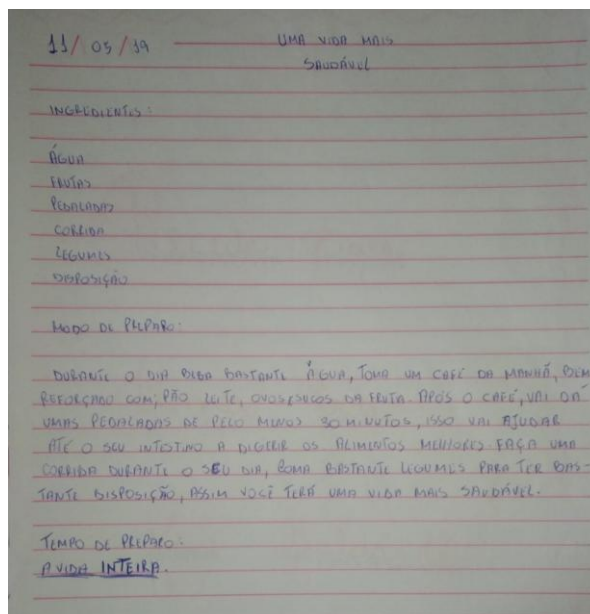 11/05/19 UMA VIDA MAIS
SAUDÁVEL
INGREDIENTES:
ÁGUA
FRUTAS
PEDALADAS
CORRIDA
LEGUMES
DISPOSIÇÃO
MODO DE PREPARO:
DURANTE O DIA BEBA BASTANTE ÁGUA, TOMA UM CAFÉ DA MANHÃ, BEM
REFORÇADO COM; PÃO LEITE, OVOS, SUCOS DA FRUTA. APÓS O CAFÉ, VAI DÁ
UMAS PEDALADAS DE PELO MENOS 30 MINUTOS, ISSO VAI AJUDAR
ATÉ O SEU INTESTINO A DIGERIR OS ALIMENTOS MELHORES FAÇA UMA
CORRIDA DURANTE O SEU DIA, COMA BASTANTE LEGUMES PARA TER BAS-
TANTE DISPOSIÇÃO, ASSIM VOCÊ TERÁ UMA VIDA MAIS SAUDÁVEL.
TEMPO DE PREPARO:
A VIDA INTEIRA.